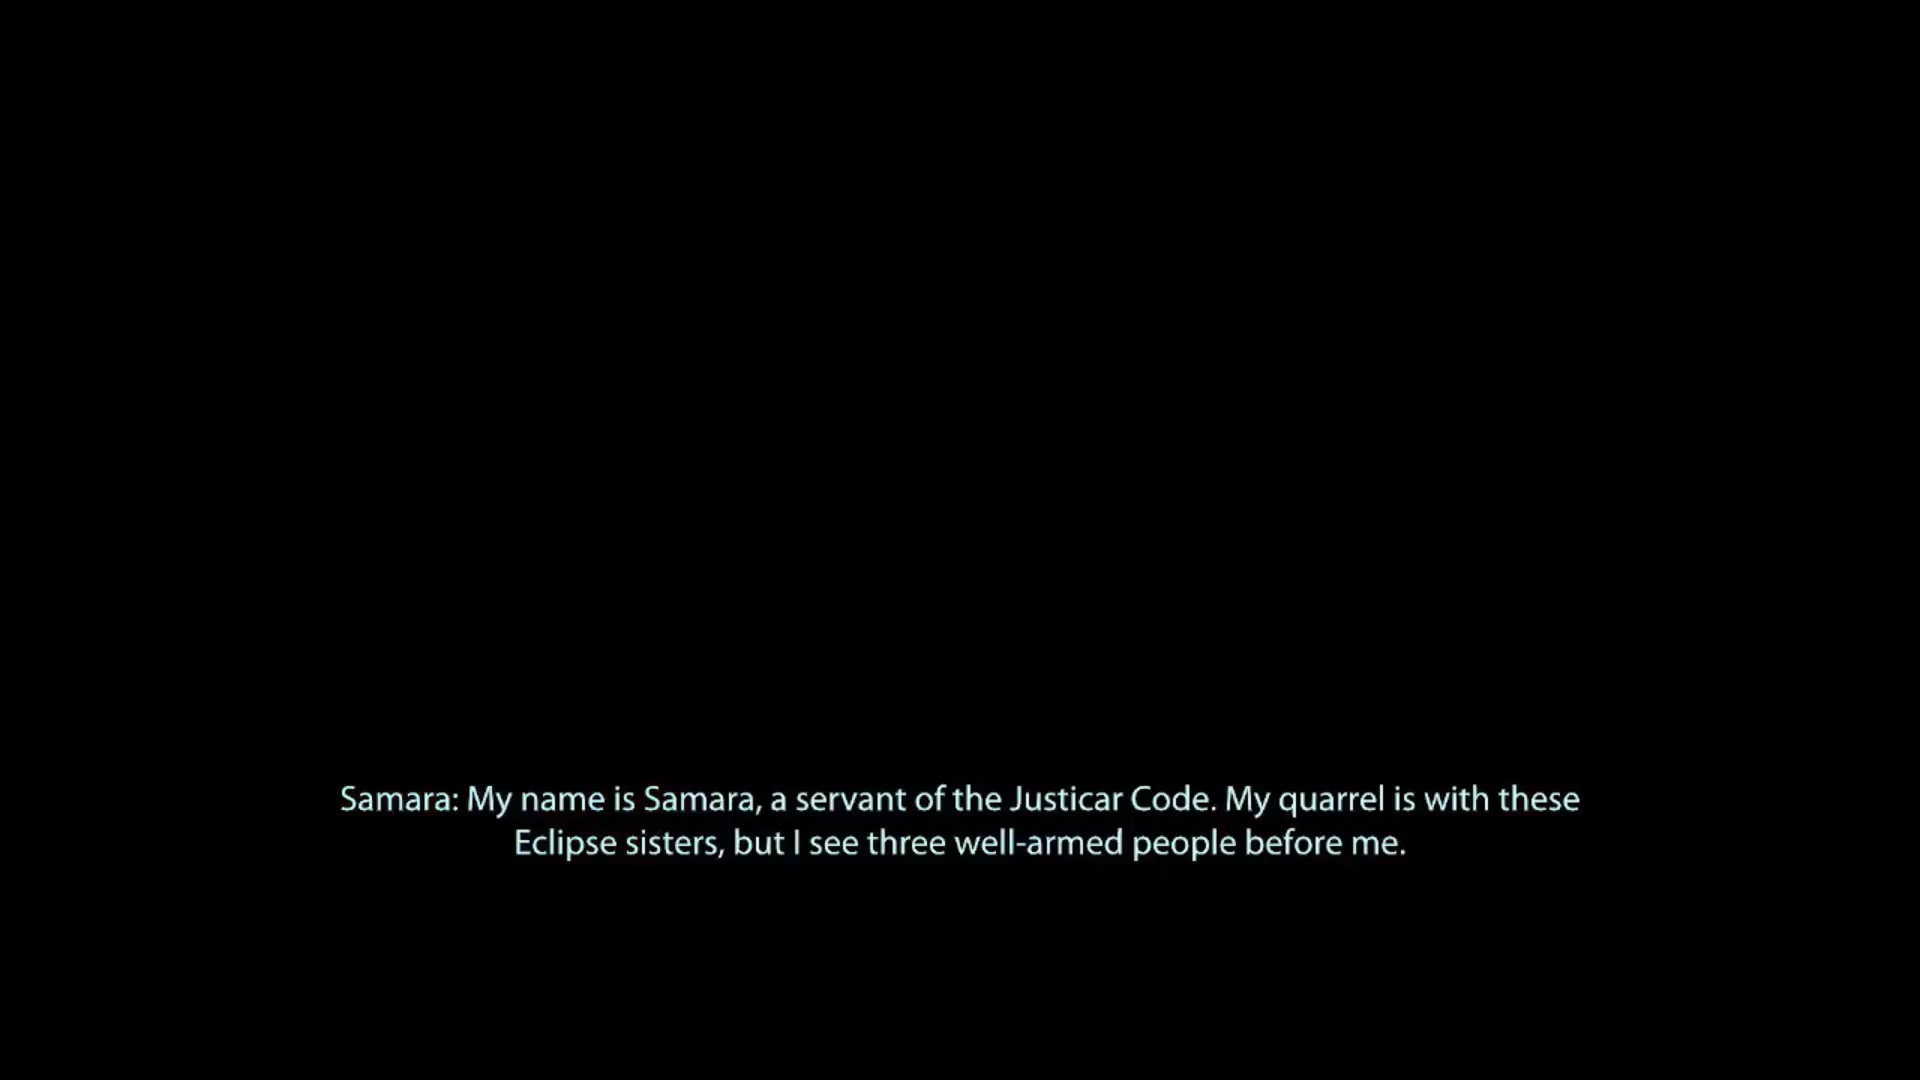 Samara: My name is Samara, a servant of the Justicar Code. My quarrel is with these
Eclipse sisters, but I see three well-armed people before me.